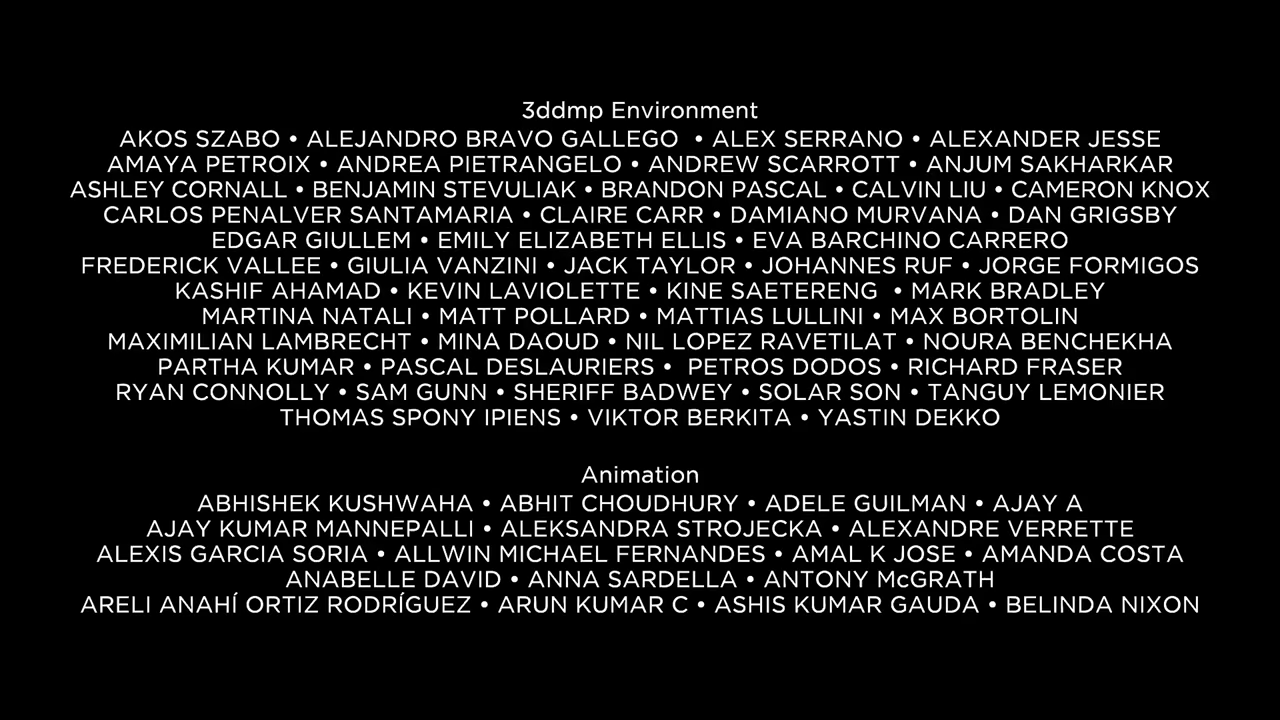 3ddmp Environment
AKOS SZABO • ALEJANDRO BRAVO GALLEGO • ALEX SERRANO • ALEXANDER JESSE
AMAYA PETROIX • ANDREA PIETRANGELO • ANDREW SCARROTT • ANJUM SAKHARKAR
ASHLEY CORNALL • BENJAMIN STEVULIAK • BRANDON PASCAL • CALVIN LIU • CAMERON KNOX
CARLOS PENALVER SANTAMARIA • CLAIRE CARR • DAMIANO MURVANA • DAN GRIGSBY
EDGAR GIULLEM • EMILY ELIZABETH ELLIS • EVA BARCHINO CARRERO
FREDERICK VALLEE • GIULIA VANZINI • JACK TAYLOR • JOHANNES RUF • JORGE FORMIGOS
KASHIF AHAMAD • KEVIN LAVIOLETTE • KINE SAETERENG • MARK BRADLEY
MARTINA NATALI • MATT POLLARD • MATTIAS LULLINI • MAX BORTOLIN
MAXIMILIAN LAMBRECHT • MINA DAOUD • NIL LOPEZ RAVETILAT • NOURA BENCHEKHA
PARTHA KUMAR • PASCAL DESLAURIERS • PETROS DODOS • RICHARD FRASER
RYAN CONNOLLY • SAM GUNN • SHERIFF BADWEY • SOLAR SON • TANGUY LEMONIER
THOMAS SPONY IPIENS • VIKTOR BERKITA • YASTIN DEKKO
Animation
ABHISHEK KUSHWAHA • ABHIT CHOUDHURY • ADELE GUILMAN • AJAY A
AJAY KUMAR MANNEPALLI • ALEKSANDRA STROJECKA • ALEXANDRE VERRETTE
ALEXIS GARCIA SORIA • ALLWIN MICHAEL FERNANDES • AMAL K JOSE • AMANDA COSTA
ANABELLE DAVID • ANNA SARDELLA • ANTONY McGRATH
ARELI ANAHÍ ORTIZ RODRÍGUEZ • ARUN KUMAR C • ASHIS KUMAR GAUDA • BELINDA NIXON